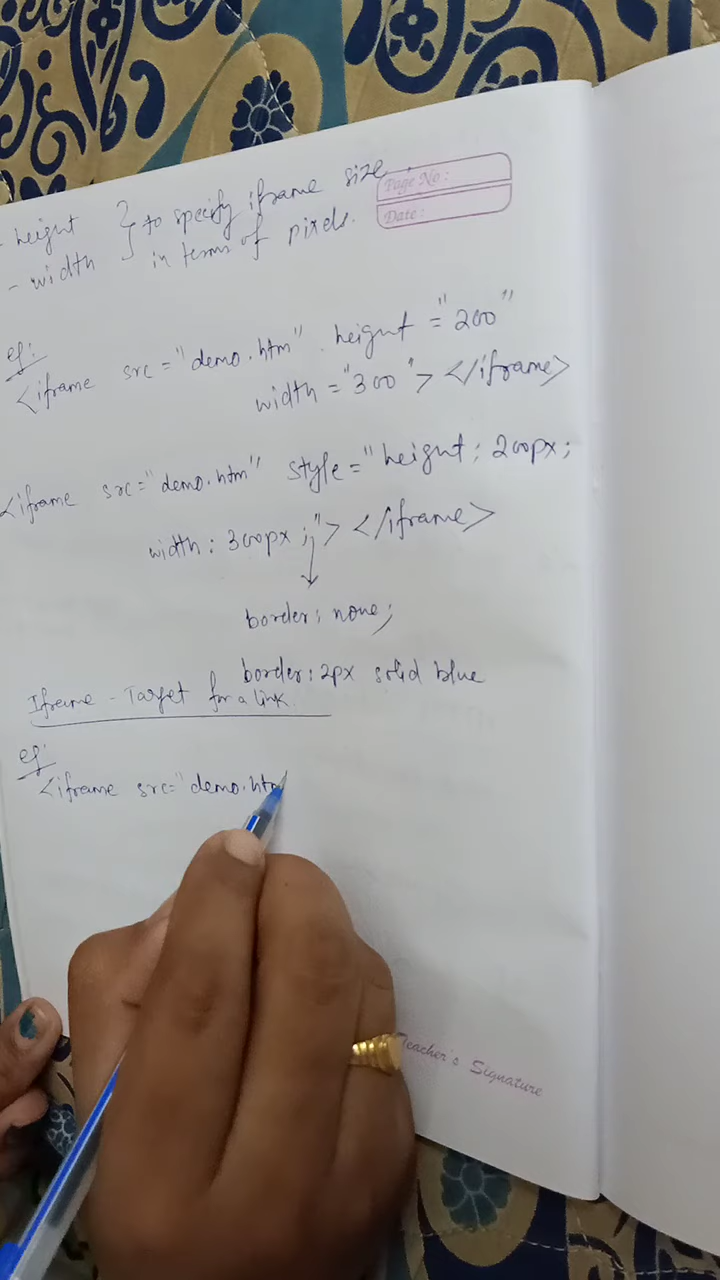 - height } to specify iframe size.
- width } in terms of pixels.
Page No :
Date :
eg:
<iframe src="demo.htm" height="200"
width="300"></iframe>
<iframe src="demo.htm" style="height: 200px;
width: 300px;"></iframe>
border: none;
border: 2px solid blue
Iframe - Target for a link.
eg:
<iframe src="demo.htm
Teacher's Signature